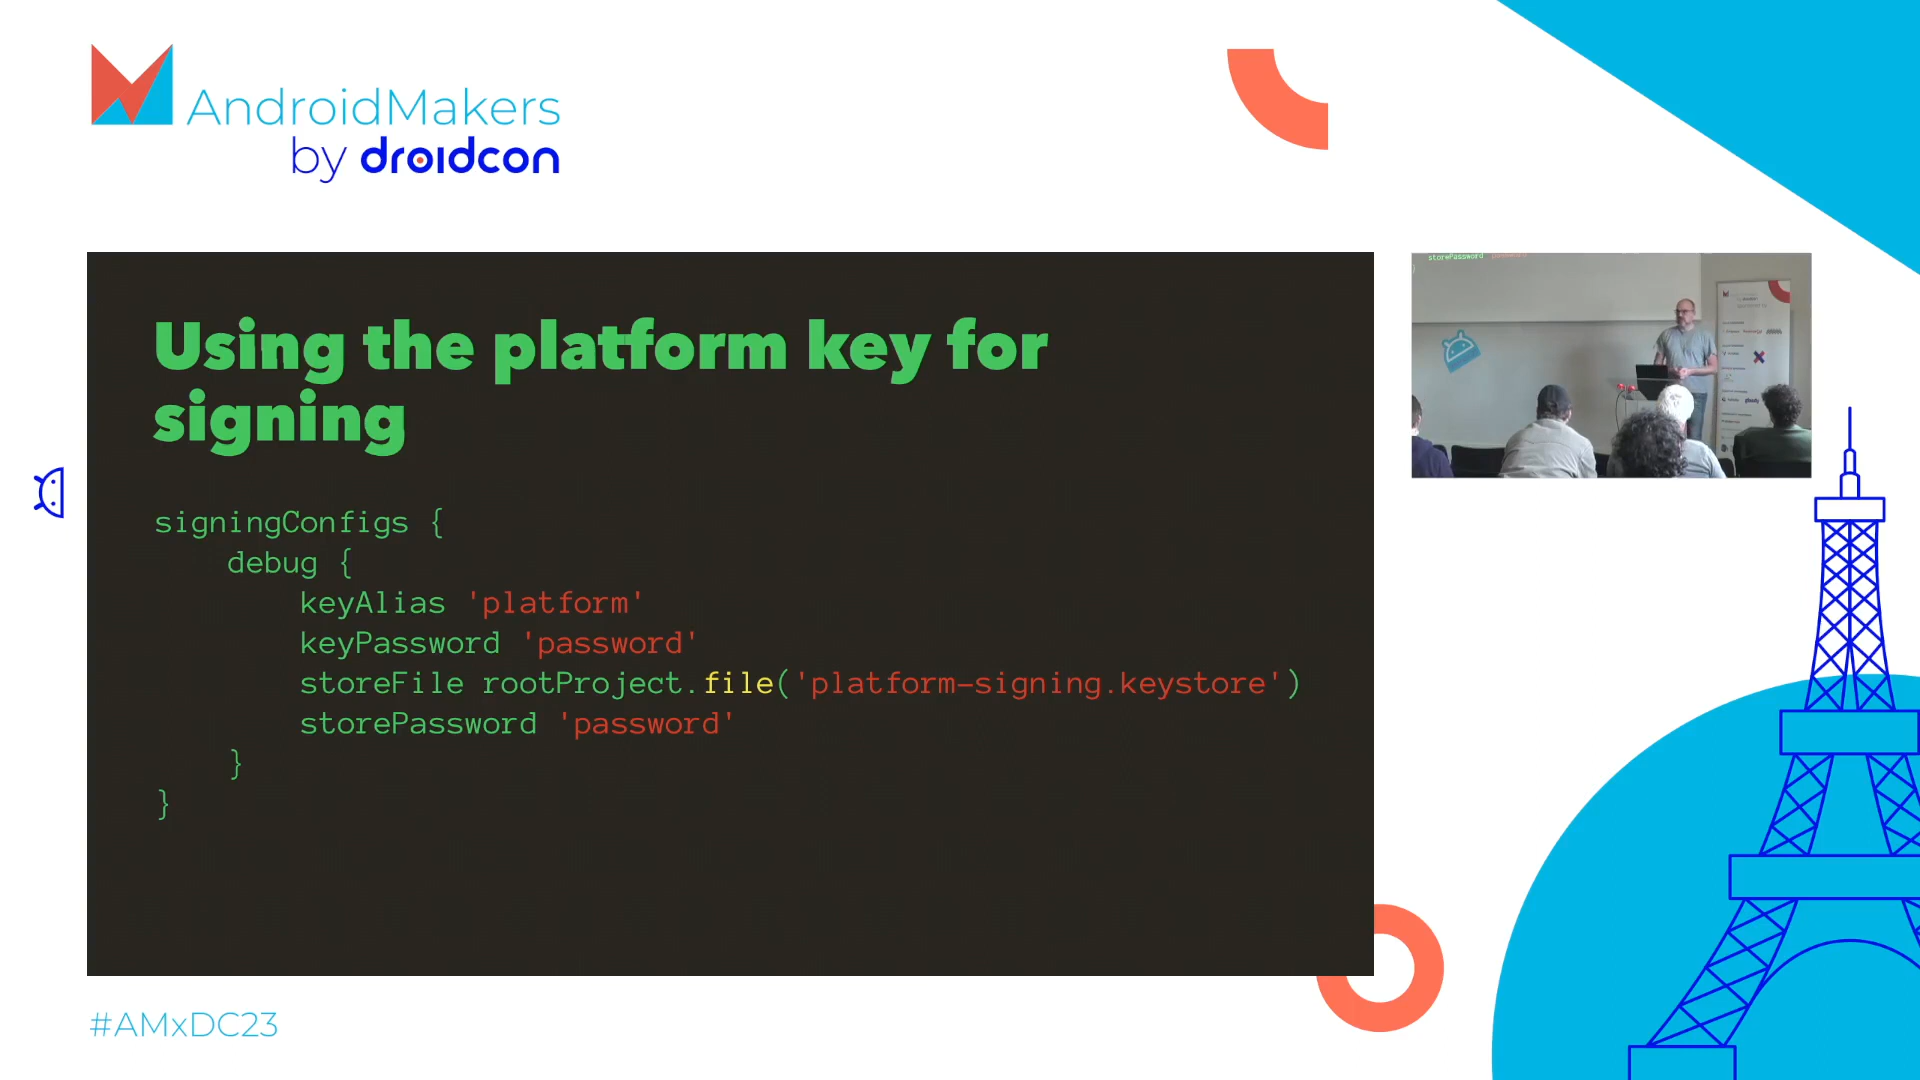 AndroidMakers
by droidcon
Using the platform key for
signing
signingConfigs {
debug {
keyAlias 'platform'
keyPassword 'password'
storeFile rootProject.file('platform-signing.keystore')
storePassword 'password'
}
}
storePassword
#AMxDC23